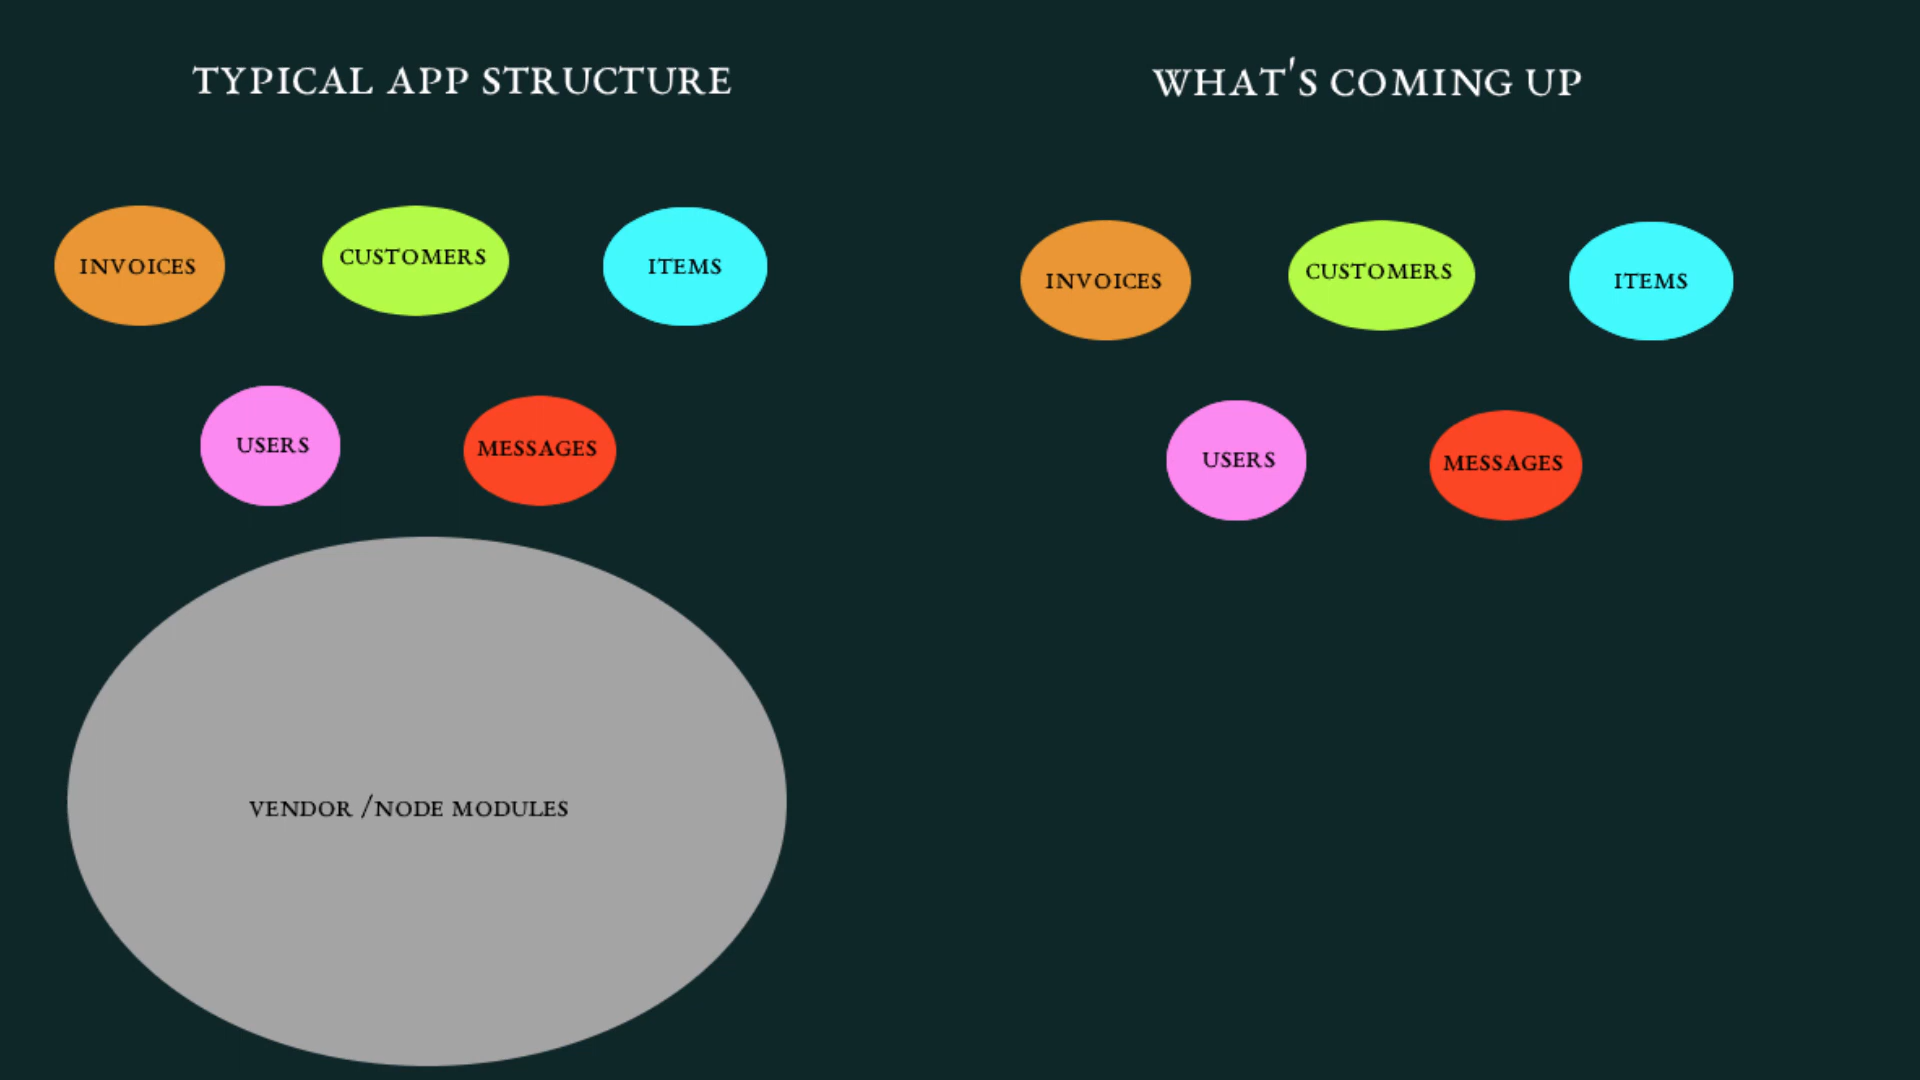 TYPICAL APP STRUCTURE
INVOICES
CUSTOMERS
ITEMS
USERS
MESSAGES
VENDOR /NODE MODULES
WHAT'S COMING UP
INVOICES
CUSTOMERS
ITEMS
USERS
MESSAGES